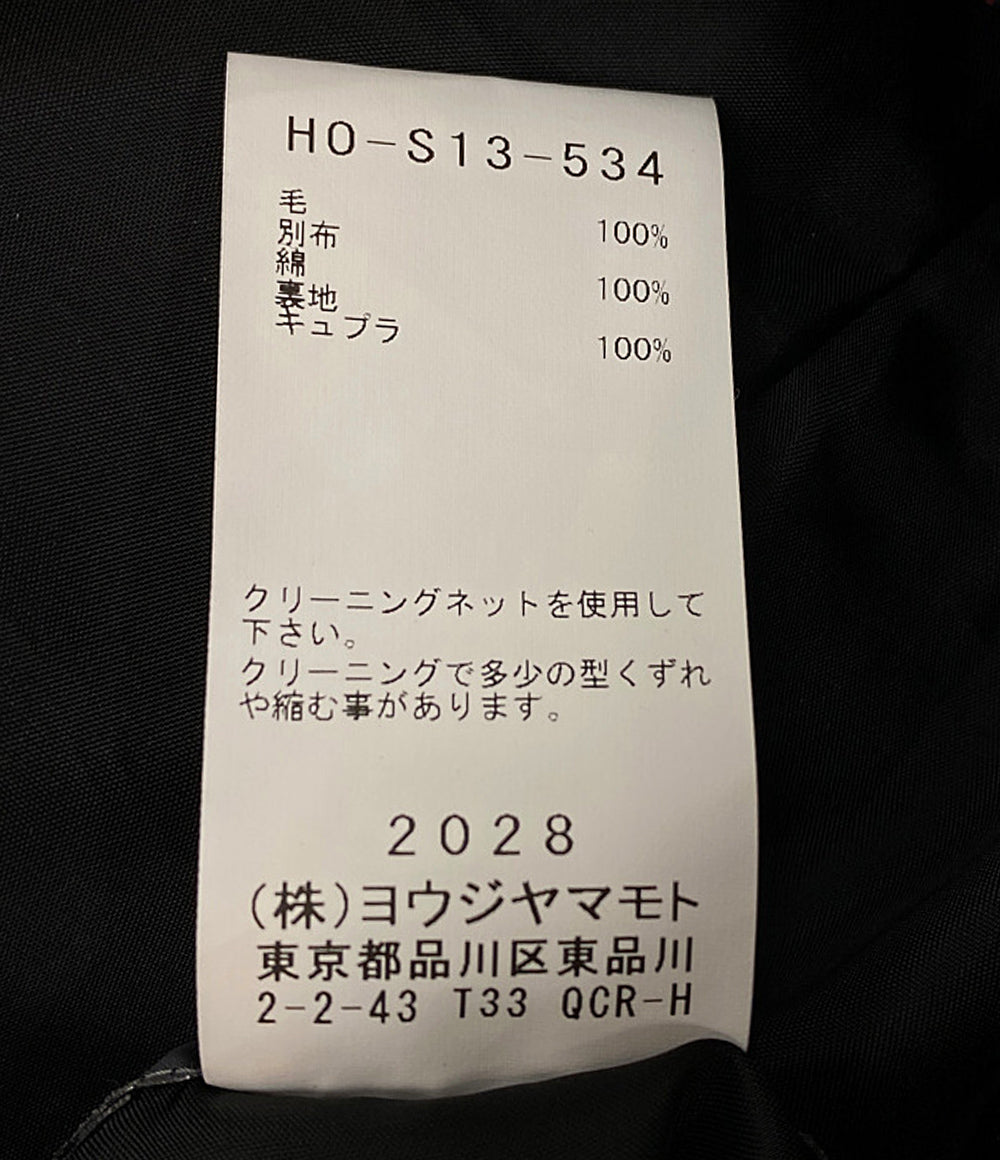 HO-S13-534
毛
100%
別布
綿
100%
裏地
キュプラ
100%
クリーニングネットを使用して
下さい。
クリーニングで多少の型くずれ
や縮む事があります。
2028
(株)ヨウジヤマモト
東京都品川区東品川
2-2-43 T33 QCR-H